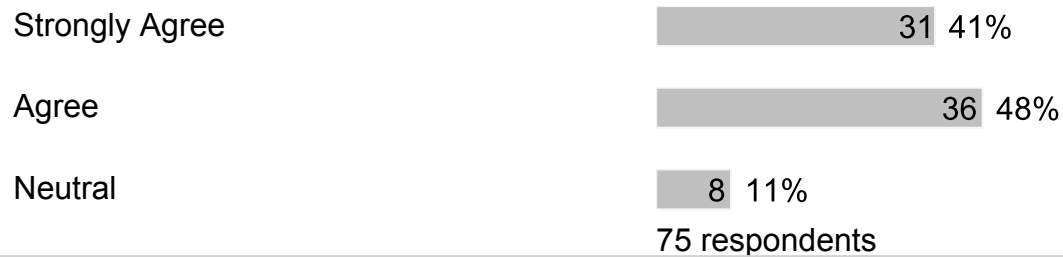 Strongly Agree 31 41%
Agree 36 48%
Neutral 8 11%
75 respondents